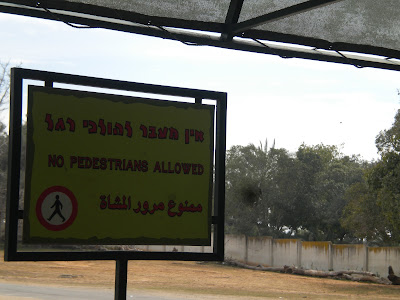 אין מעבר להולכי רגל
NO PEDESTRIANS ALLOWED
ممنوع مرور المشاة